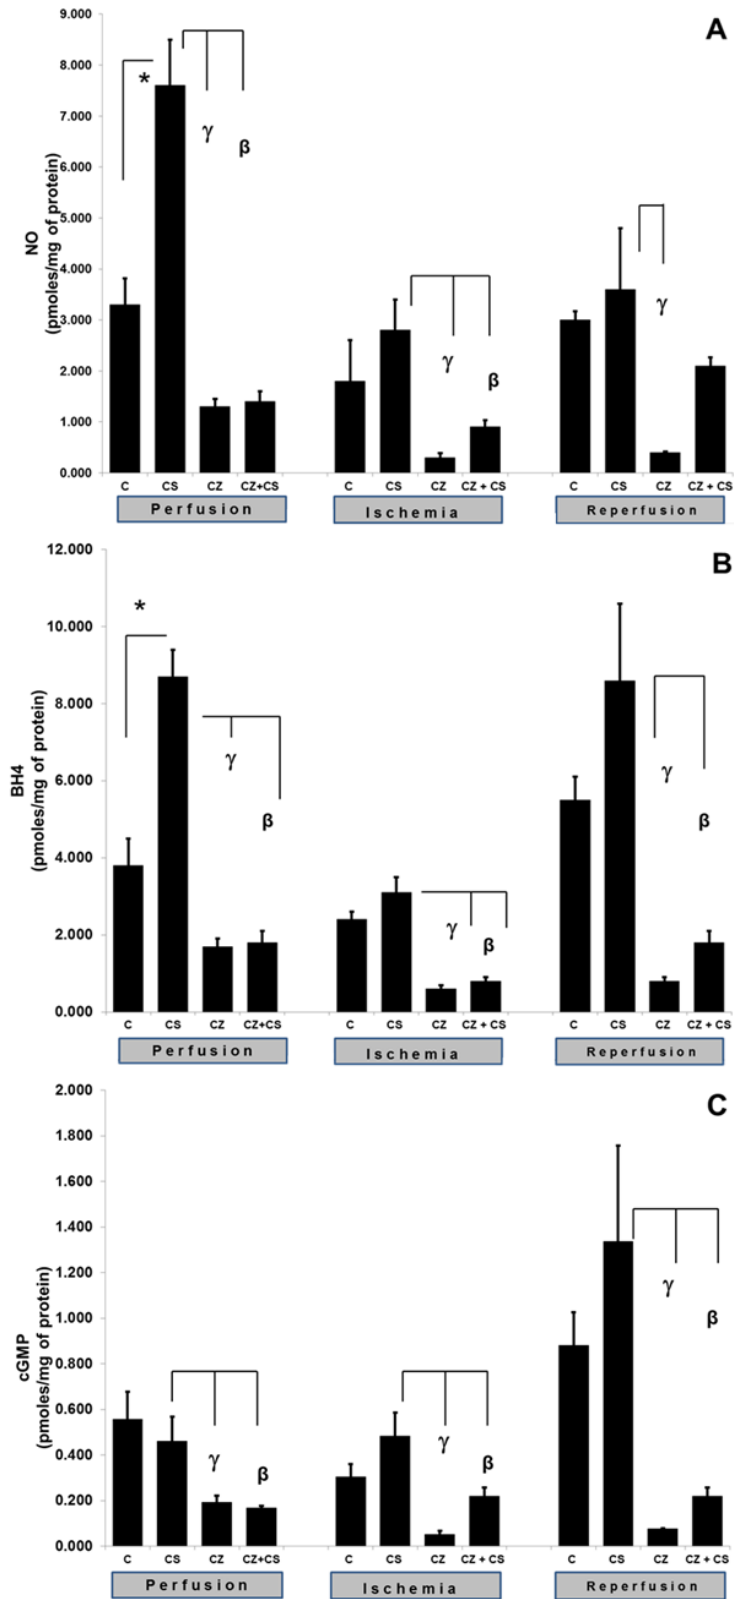 A
9.000
8.000
7.000
6.000
5.000
4.000
3.000
2.000
1.000
0.000
NO
(pmoles/mg of protein)
*
γ
β
γ
β
γ
C CS CZ CZ+CS C CS CZ CZ + CS C CS CZ CZ + CS
Perfusion Ischemia Reperfusion
B
12.000
10.000
8.000
6.000
4.000
2.000
0.000
BH4
(pmoles/mg of protein)
*
γ
β
γ
β
γ
β
C CS CZ CZ+CS C CS CZ CZ + CS C CS CZ CZ + CS
Perfusion Ischemia Reperfusion
C
2.000
1.800
1.600
1.400
1.200
1.000
0.800
0.600
0.400
0.200
0.000
cGMP
(pmoles/mg of protein)
γ
β
γ
β
γ
β
C CS CZ CZ+CS C CS CZ CZ + CS C CS CZ CZ + CS
Perfusion Ischemia Reperfusion